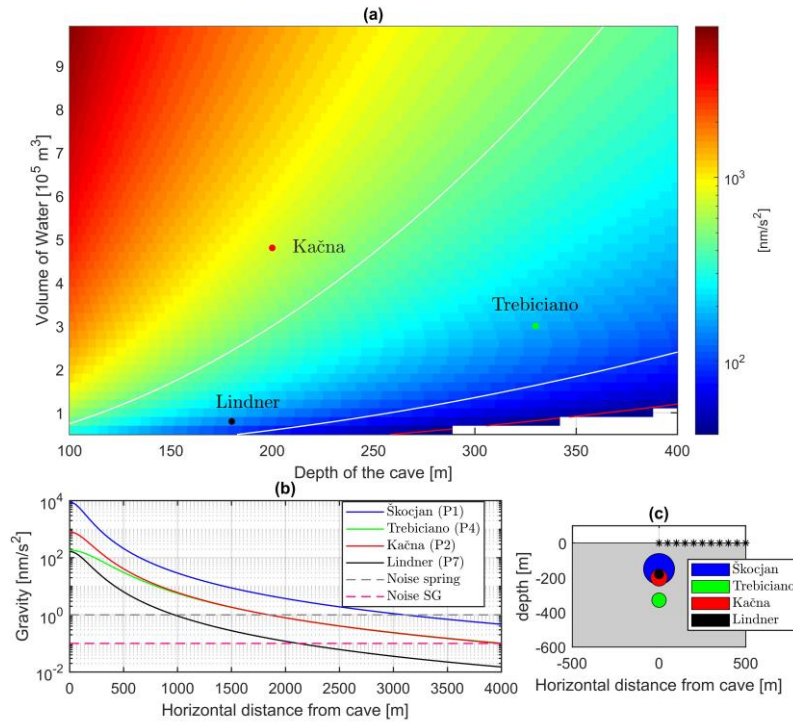 (a)
Volume of Water [10⁵ m³]
9
8
7
6
5
4
3
2
1
Kačna
Trebiciano
Lindner
100 150 200 250 300 350 400
Depth of the cave [m]
10³
10²
[nm/s²]
(b)
Gravity [nm/s²]
10⁴
10²
10⁰
10⁻²
Škocjan (P1)
Trebiciano (P4)
Kačna (P2)
Lindner (P7)
Noise spring
Noise SG
0 500 1000 1500 2000 2500 3000 3500 4000
Horizontal distance from cave [m]
(c)
depth [m]
0
-200
-400
-600
Škocjan
Trebiciano
Kačna
Lindner
-500 0 500
Horizontal distance from cave [m]